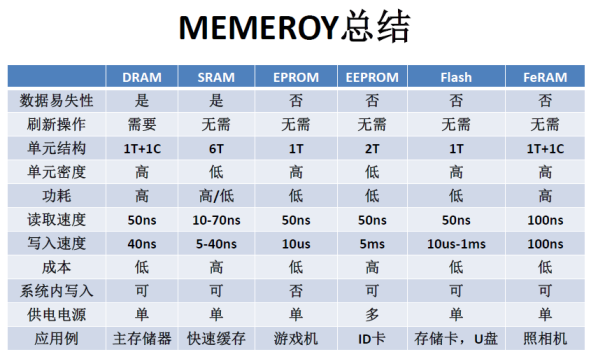 MEMEROY总结
DRAM SRAM EPROM EEPROM Flash FeRAM
数据易失性 是 是 否 否 否 否
刷新操作 需要 无需 无需 无需 无需 无需
单元结构 1T+1C 6T 1T 2T 1T 1T+1C
单元密度 高 低 高 低 高 高
功耗 高 高/低 低 低 低 高
读取速度 50ns 10-70ns 50ns 50ns 50ns 100ns
写入速度 40ns 5-40ns 10us 5ms 10us-1ms 100ns
成本 低 高 低 高 低 低
系统内写入 可 可 否 可 可 可
供电电源 单 单 单 多 单 单
应用例 主存储器 快速缓存 游戏机 ID卡 存储卡，U盘 照相机